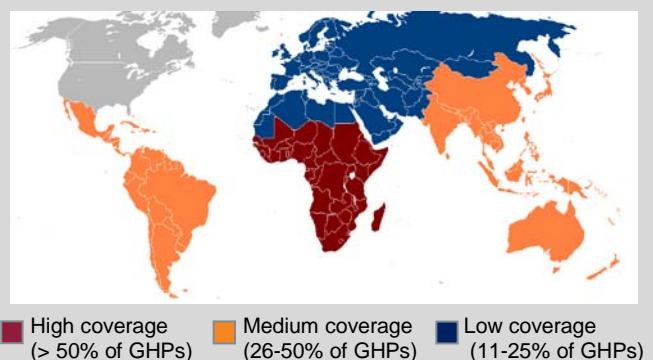 High coverage
(> 50% of GHPs)
Medium coverage
(26-50% of GHPs)
Low coverage
(11-25% of GHPs)